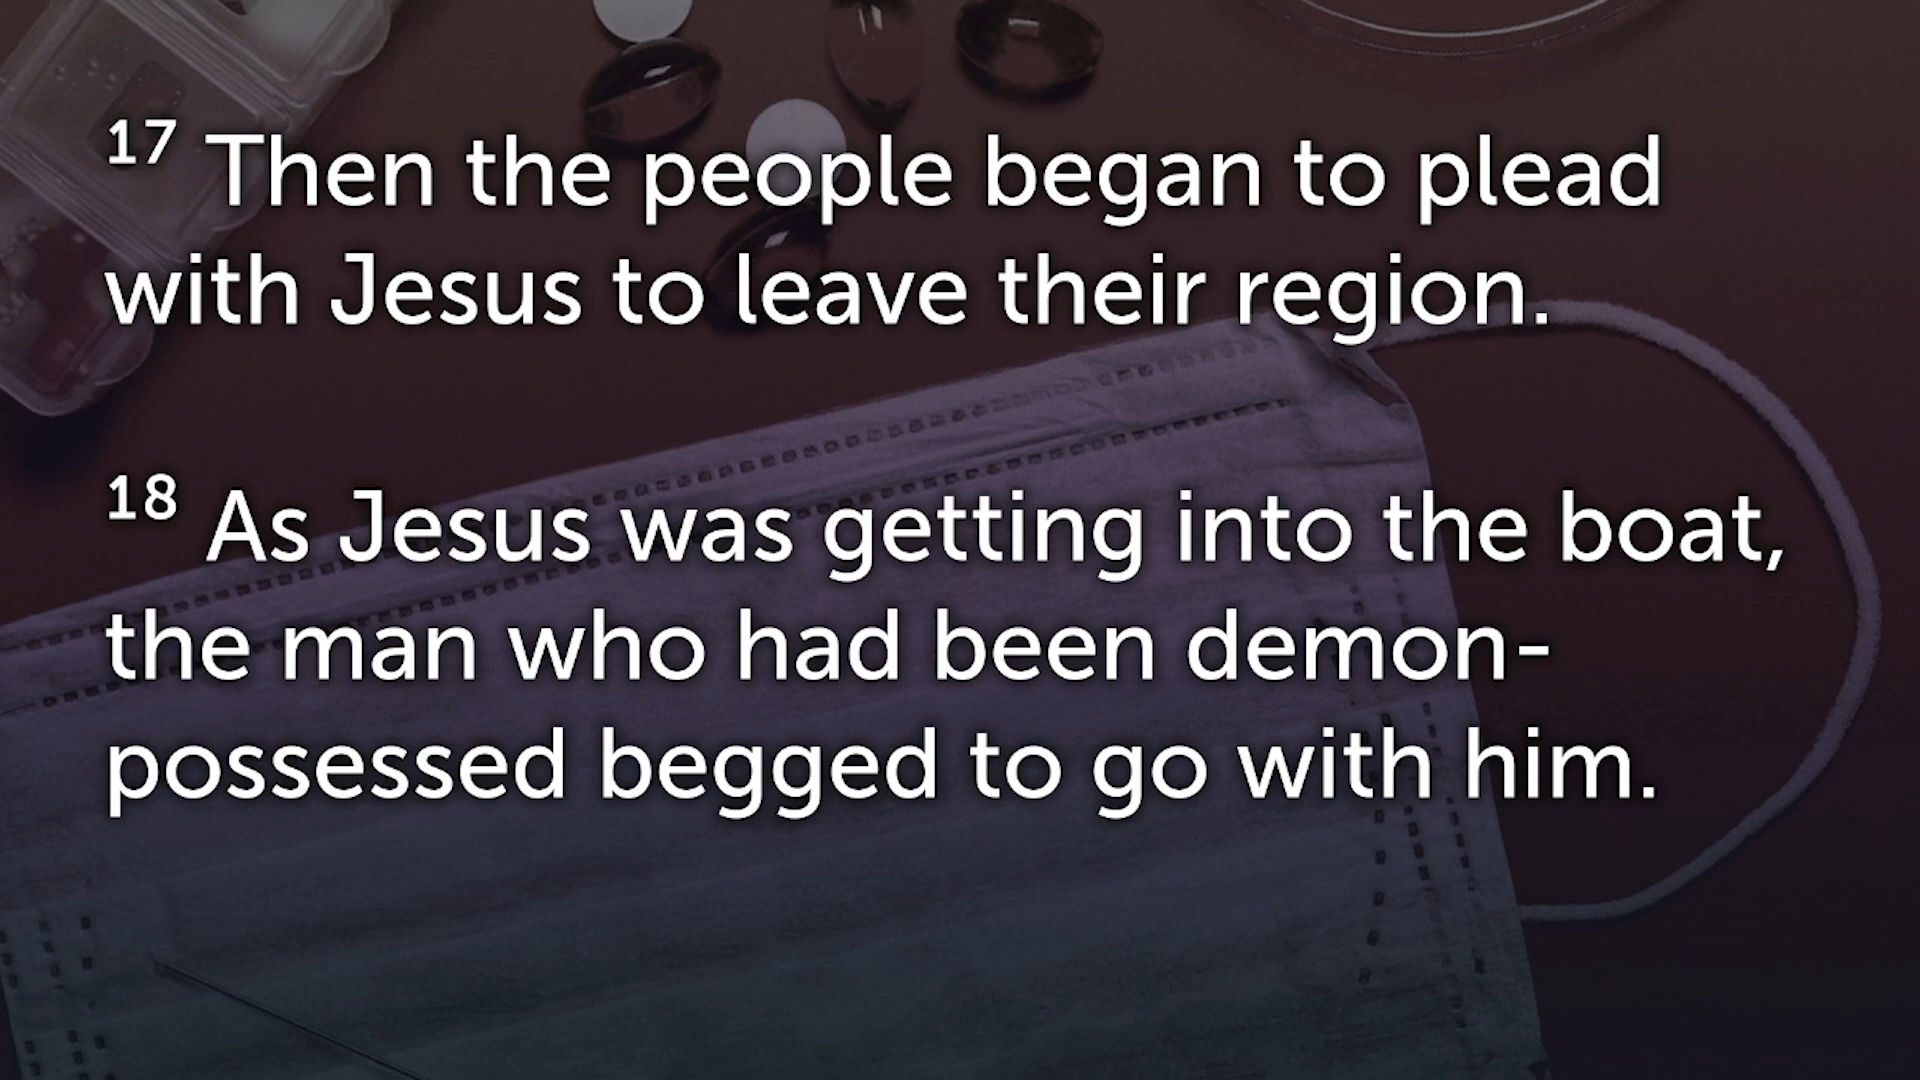 17 Then the people began to plead
with Jesus to leave their region.
18 As Jesus was getting into the boat,
the man who had been demon-
possessed begged to go with him.